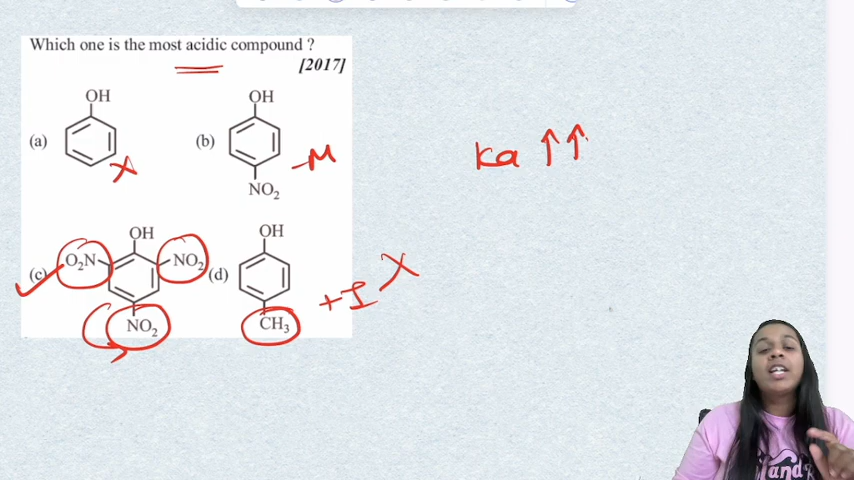 Which one is the most acidic compound ?
[2017]
(a)
OH
X
(b)
OH
NO2
-M
Ka ↑↑
(c)
OH
O2N
NO2
NO2
(d)
OH
CH3
+I X